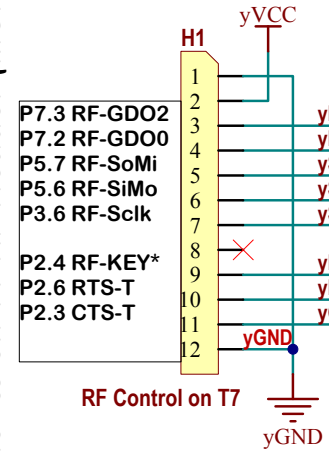 yVCC
H1
1
2
P7.3 RF-GDO2
3
P7.2 RF-GDO0
4
P5.7 RF-SoMi
5
P5.6 RF-SiMo
6
P3.6 RF-Sclk
7
8
P2.4 RF-KEY*
9
P2.6 RTS-T
10
P2.3 CTS-T
11
yGND
12
RF Control on T7
yGND